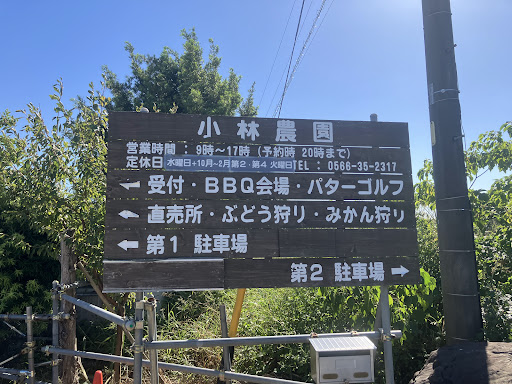 小林農園
営業時間：9時～17時（予約時 20時まで）
定休日 水曜日+10月～2月第2・第4 火曜日 TEL：0566-35-2317
← 受付・BBQ会場・パターゴルフ
← 直売所・ぶどう狩り・みかん狩り
← 第1 駐車場
第2 駐車場 →